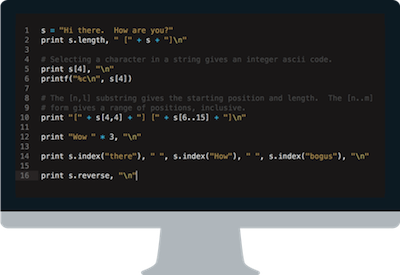 1 s = "Hi there.  How are you?"
2 print s.length, " [" + s + "]\n"
3
4 # Selecting a character in a string gives an integer ascii code.
5 print s[4], "\n"
6 printf("%c\n", s[4])
7
8 # The [n,l] substring gives the starting position and length.  The [n..m]
9 # form gives a range of positions, inclusive.
10 print "[" + s[4,4] + "] [" + s[6..15] + "]\n"
11
12 print "Wow " * 3, "\n"
13
14 print s.index("there"), " ", s.index("How"), " ", s.index("bogus"), "\n"
15
16 print s.reverse, "\n"